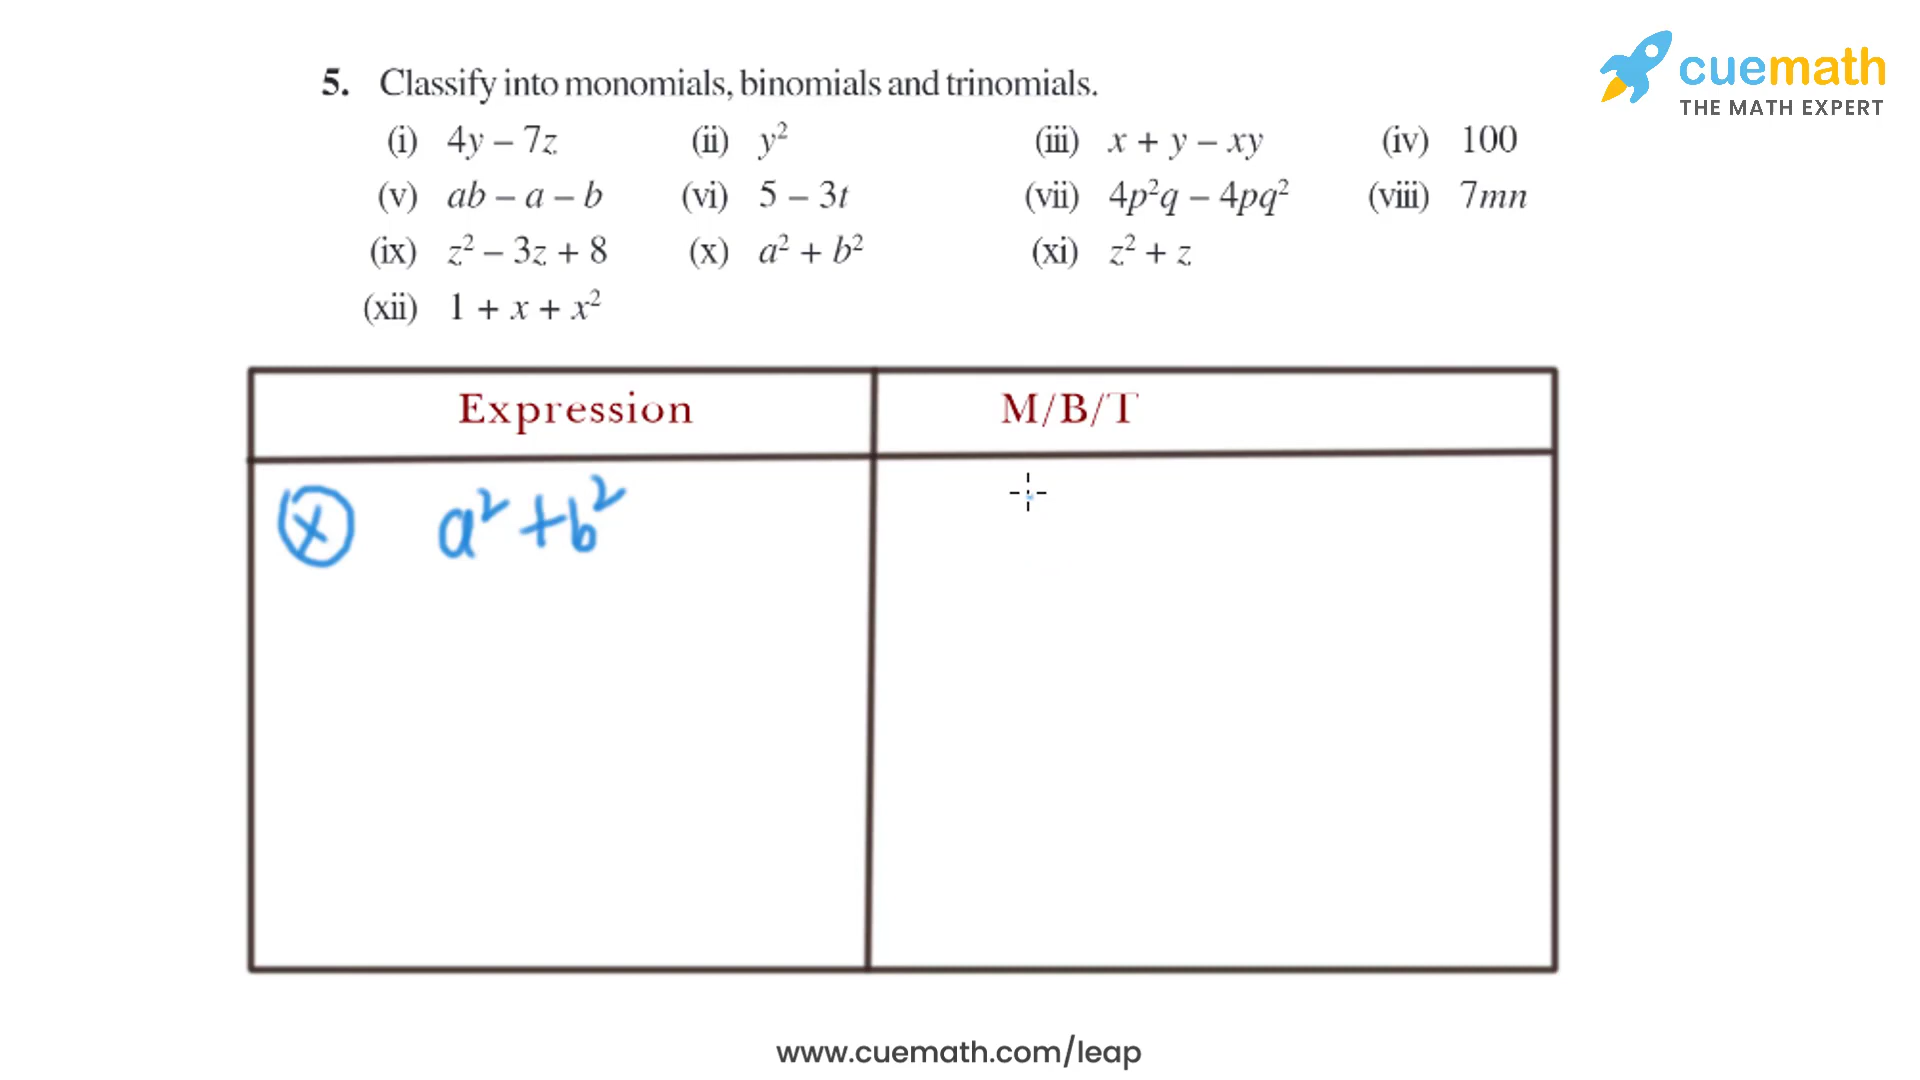 cuemath
THE MATH EXPERT
5. Classify into monomials, binomials and trinomials.
(i) 4y – 7z (ii) y² (iii) x + y – xy (iv) 100
(v) ab – a – b (vi) 5 – 3t (vii) 4p²q – 4pq² (viii) 7mn
(ix) z² – 3z + 8 (x) a² + b² (xi) z² + z
(xii) 1 + x + x²
Expression M/B/T
(x) a² + b²
www.cuemath.com/leap